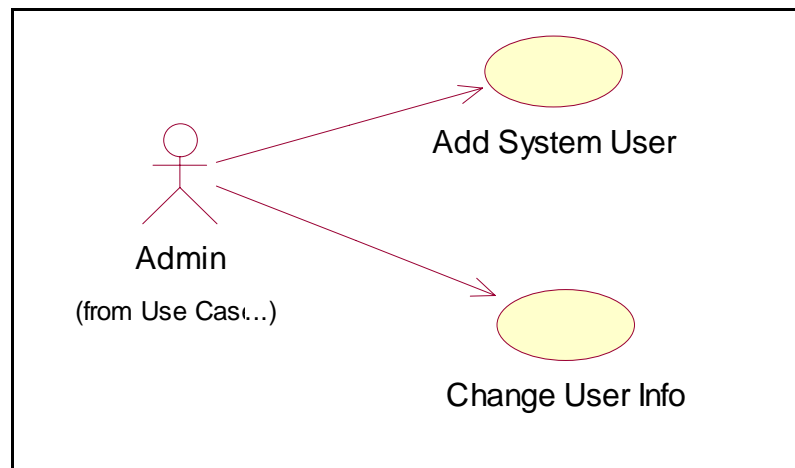 Add System User
Admin
(from Use Cas...)
Change User Info